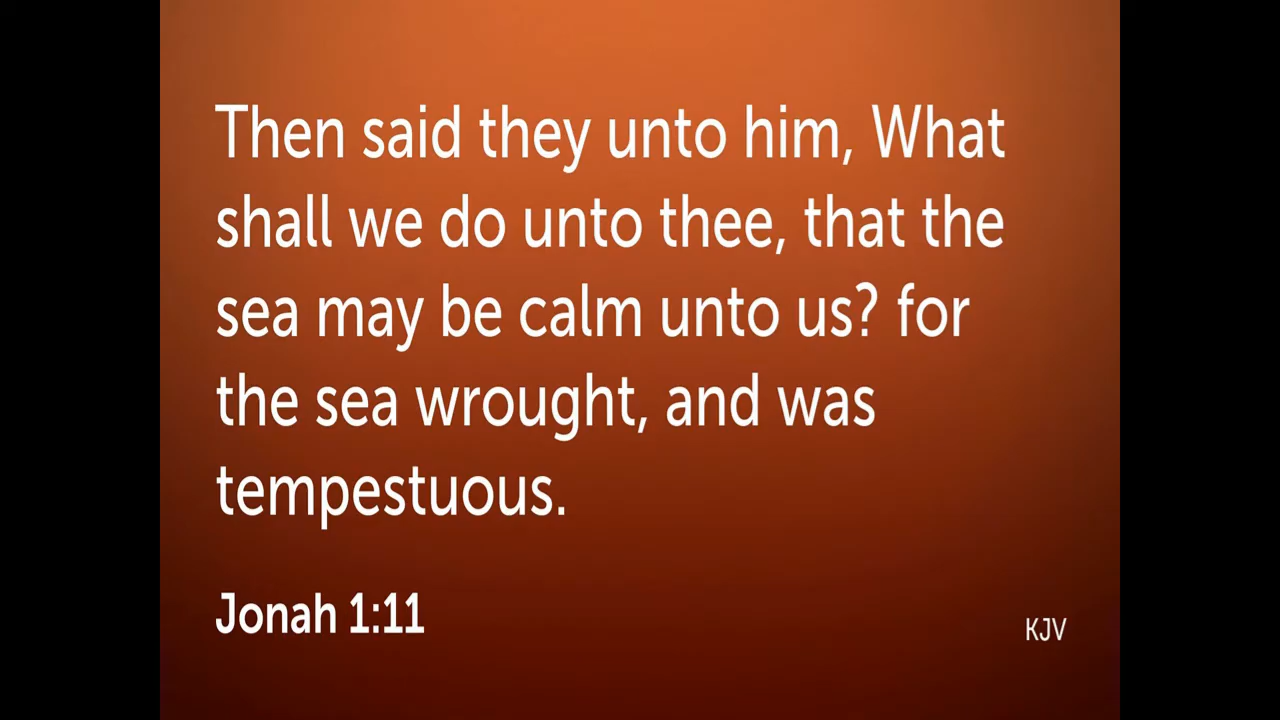 Then said they unto him, What
shall we do unto thee, that the
sea may be calm unto us? for
the sea wrought, and was
tempestuous.
Jonah 1:11
KJV